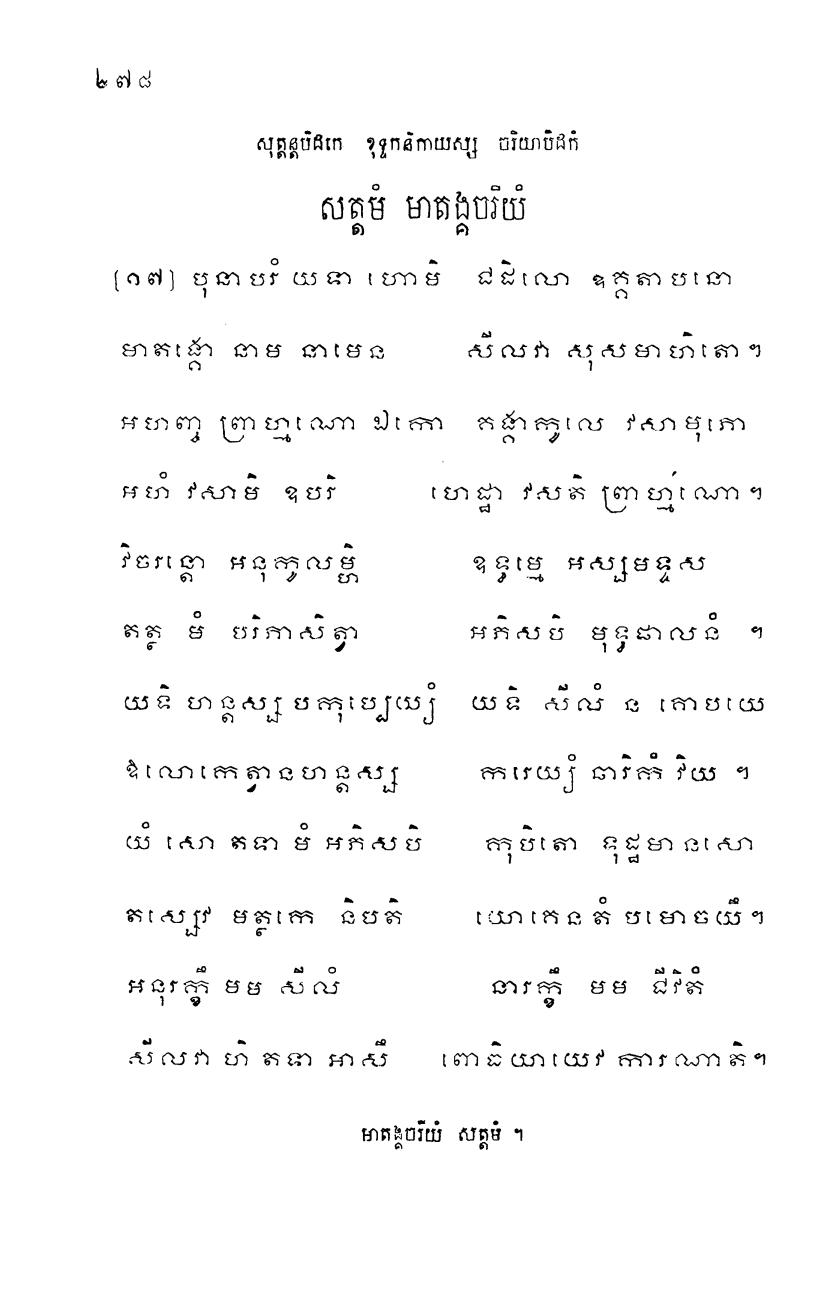 ២៧៨
សុត្តន្តបិដកេ ខុទ្ទកនិកាយស្ស ចរិយាបិដកំ
សត្តមំ មាតង្គចរិយំ
[១៧] បុនាបរំ យទា ហោមិ ជដិលោ ឧគ្គតាបនោ
មាតង្គោ នាម នាមេន សីលវា សុសមាហិតោ។
អហញ្ច ព្រាហ្មណោ ឯកោ គង្គាកូលេ វសាមុភោ
អហំ វសាមិ ឧបរិ ហេដ្ឋា វសតិ ព្រាហ្មណោ។
វិចរន្តោ អនុកូលម្ហិ ឧទ្ធម្មេ អស្សមទ្ទស
តត្ថ មំ បរិភាសិត្វា អភិសបិ មុទ្ធផាលនំ ។
យទិ ហន្តស្ស បកុប្បេយ្យំ យទិ សីលំ ន គោបយេ
ឱលោកេត្វានហន្តស្ស ករេយ្យំ ឆារិកំ វិយ ។
យំ សោ តទា មំ អភិសបិ កុបិតោ ទុដ្ឋមានសោ
តស្សេវ មត្ថកេ និបតិ យោគេន តំ បមោចយឹ។
អនុរក្ខឹ មម សីលំ នារក្ខឹ មម ជីវិតំ
សីលវា ហិ តទា អាសឹ ពោធិយាយេវ ការណាតិ។
មាតង្គចរិយំ សត្តមំ ។